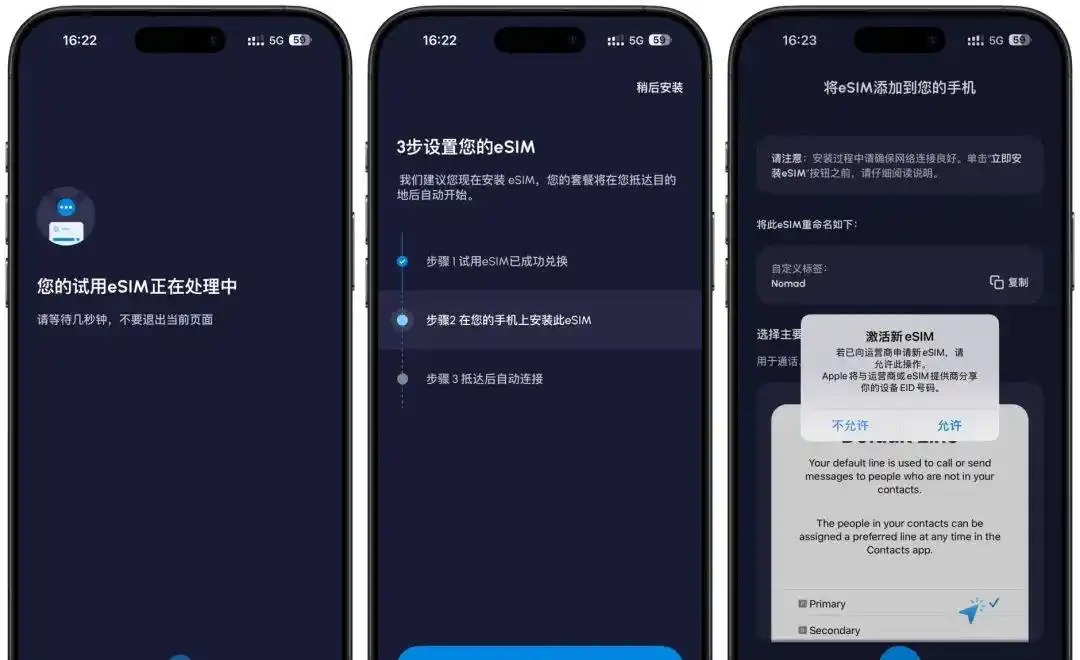 16:22
5G 59
您的试用eSIM正在处理中
请等待几秒钟，不要退出当前页面
16:22
5G 59
稍后安装
3步设置您的eSIM
我们建议您现在安装 eSIM，您的套餐将在您抵达目的
地后自动开始。
步骤 1 试用eSIM已成功兑换
步骤2 在您的手机上安装此eSIM
步骤 3 抵达后自动连接
16:23
5G 59
将eSIM添加到您的手机
请注意：安装过程中请确保网络连接良好。单击“立即安
装eSIM”按钮之前，请仔细阅读说明。
将此eSIM重命名如下：
自定义标签：
Nomad
复制
选择主要
用于通话、
激活新 eSIM
若已向运营商申请新 eSIM，请
允许此操作。
Apple 将与运营商或 eSIM 提供商分享
你的设备 EID 号码。
不允许
允许
Your default line is used to call or send
messages to people who are not in your
contacts.
The people in your contacts can be
assigned a preferred line at any time in the
Contacts app.
Primary
Secondary